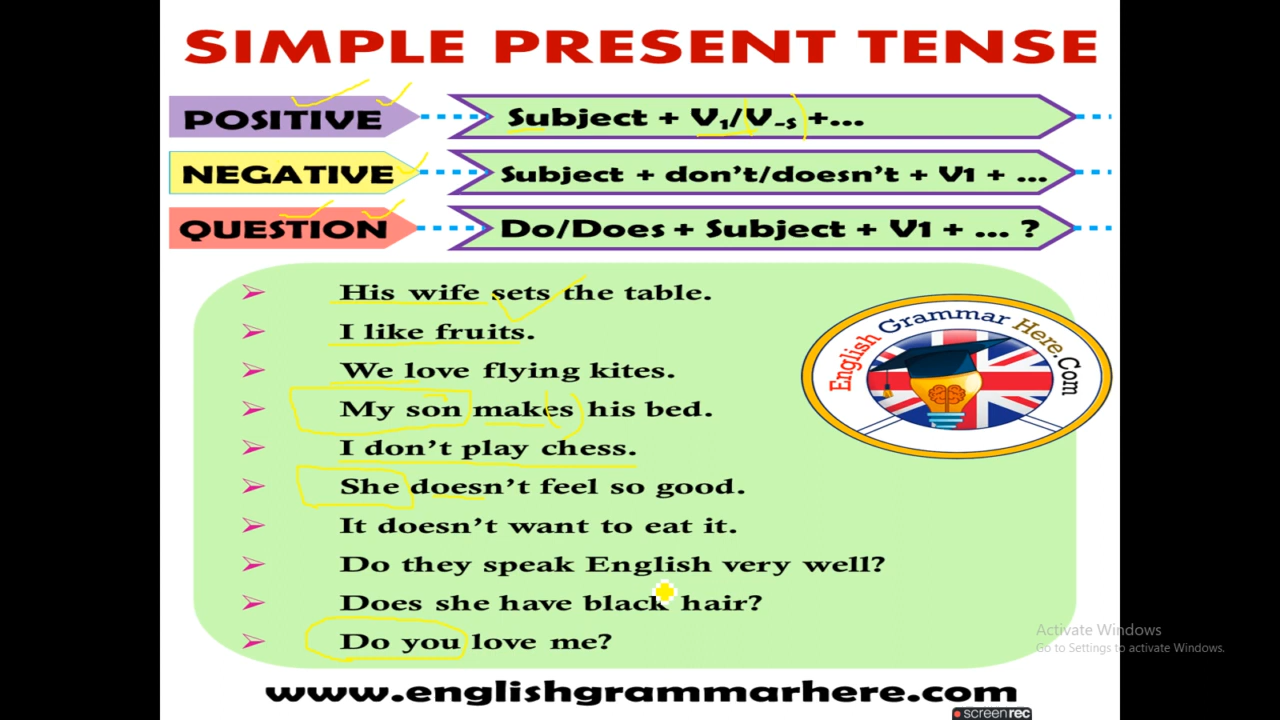 SIMPLE PRESENT TENSE
POSITIVE Subject + V1/V-s +...
NEGATIVE Subject + don't/doesn't + V1 + ...
QUESTION Do/Does + Subject + V1 + ... ?
➢ His wife sets the table.
➢ I like fruits.
➢ We love flying kites.
➢ My son makes his bed.
➢ I don't play chess.
➢ She doesn't feel so good.
➢ It doesn't want to eat it.
➢ Do they speak English very well?
➢ Does she have black hair?
➢ Do you love me?
English Grammar Here.Com
Activate Windows
Go to Settings to activate Windows.
www.englishgrammarhere.com
screenrec